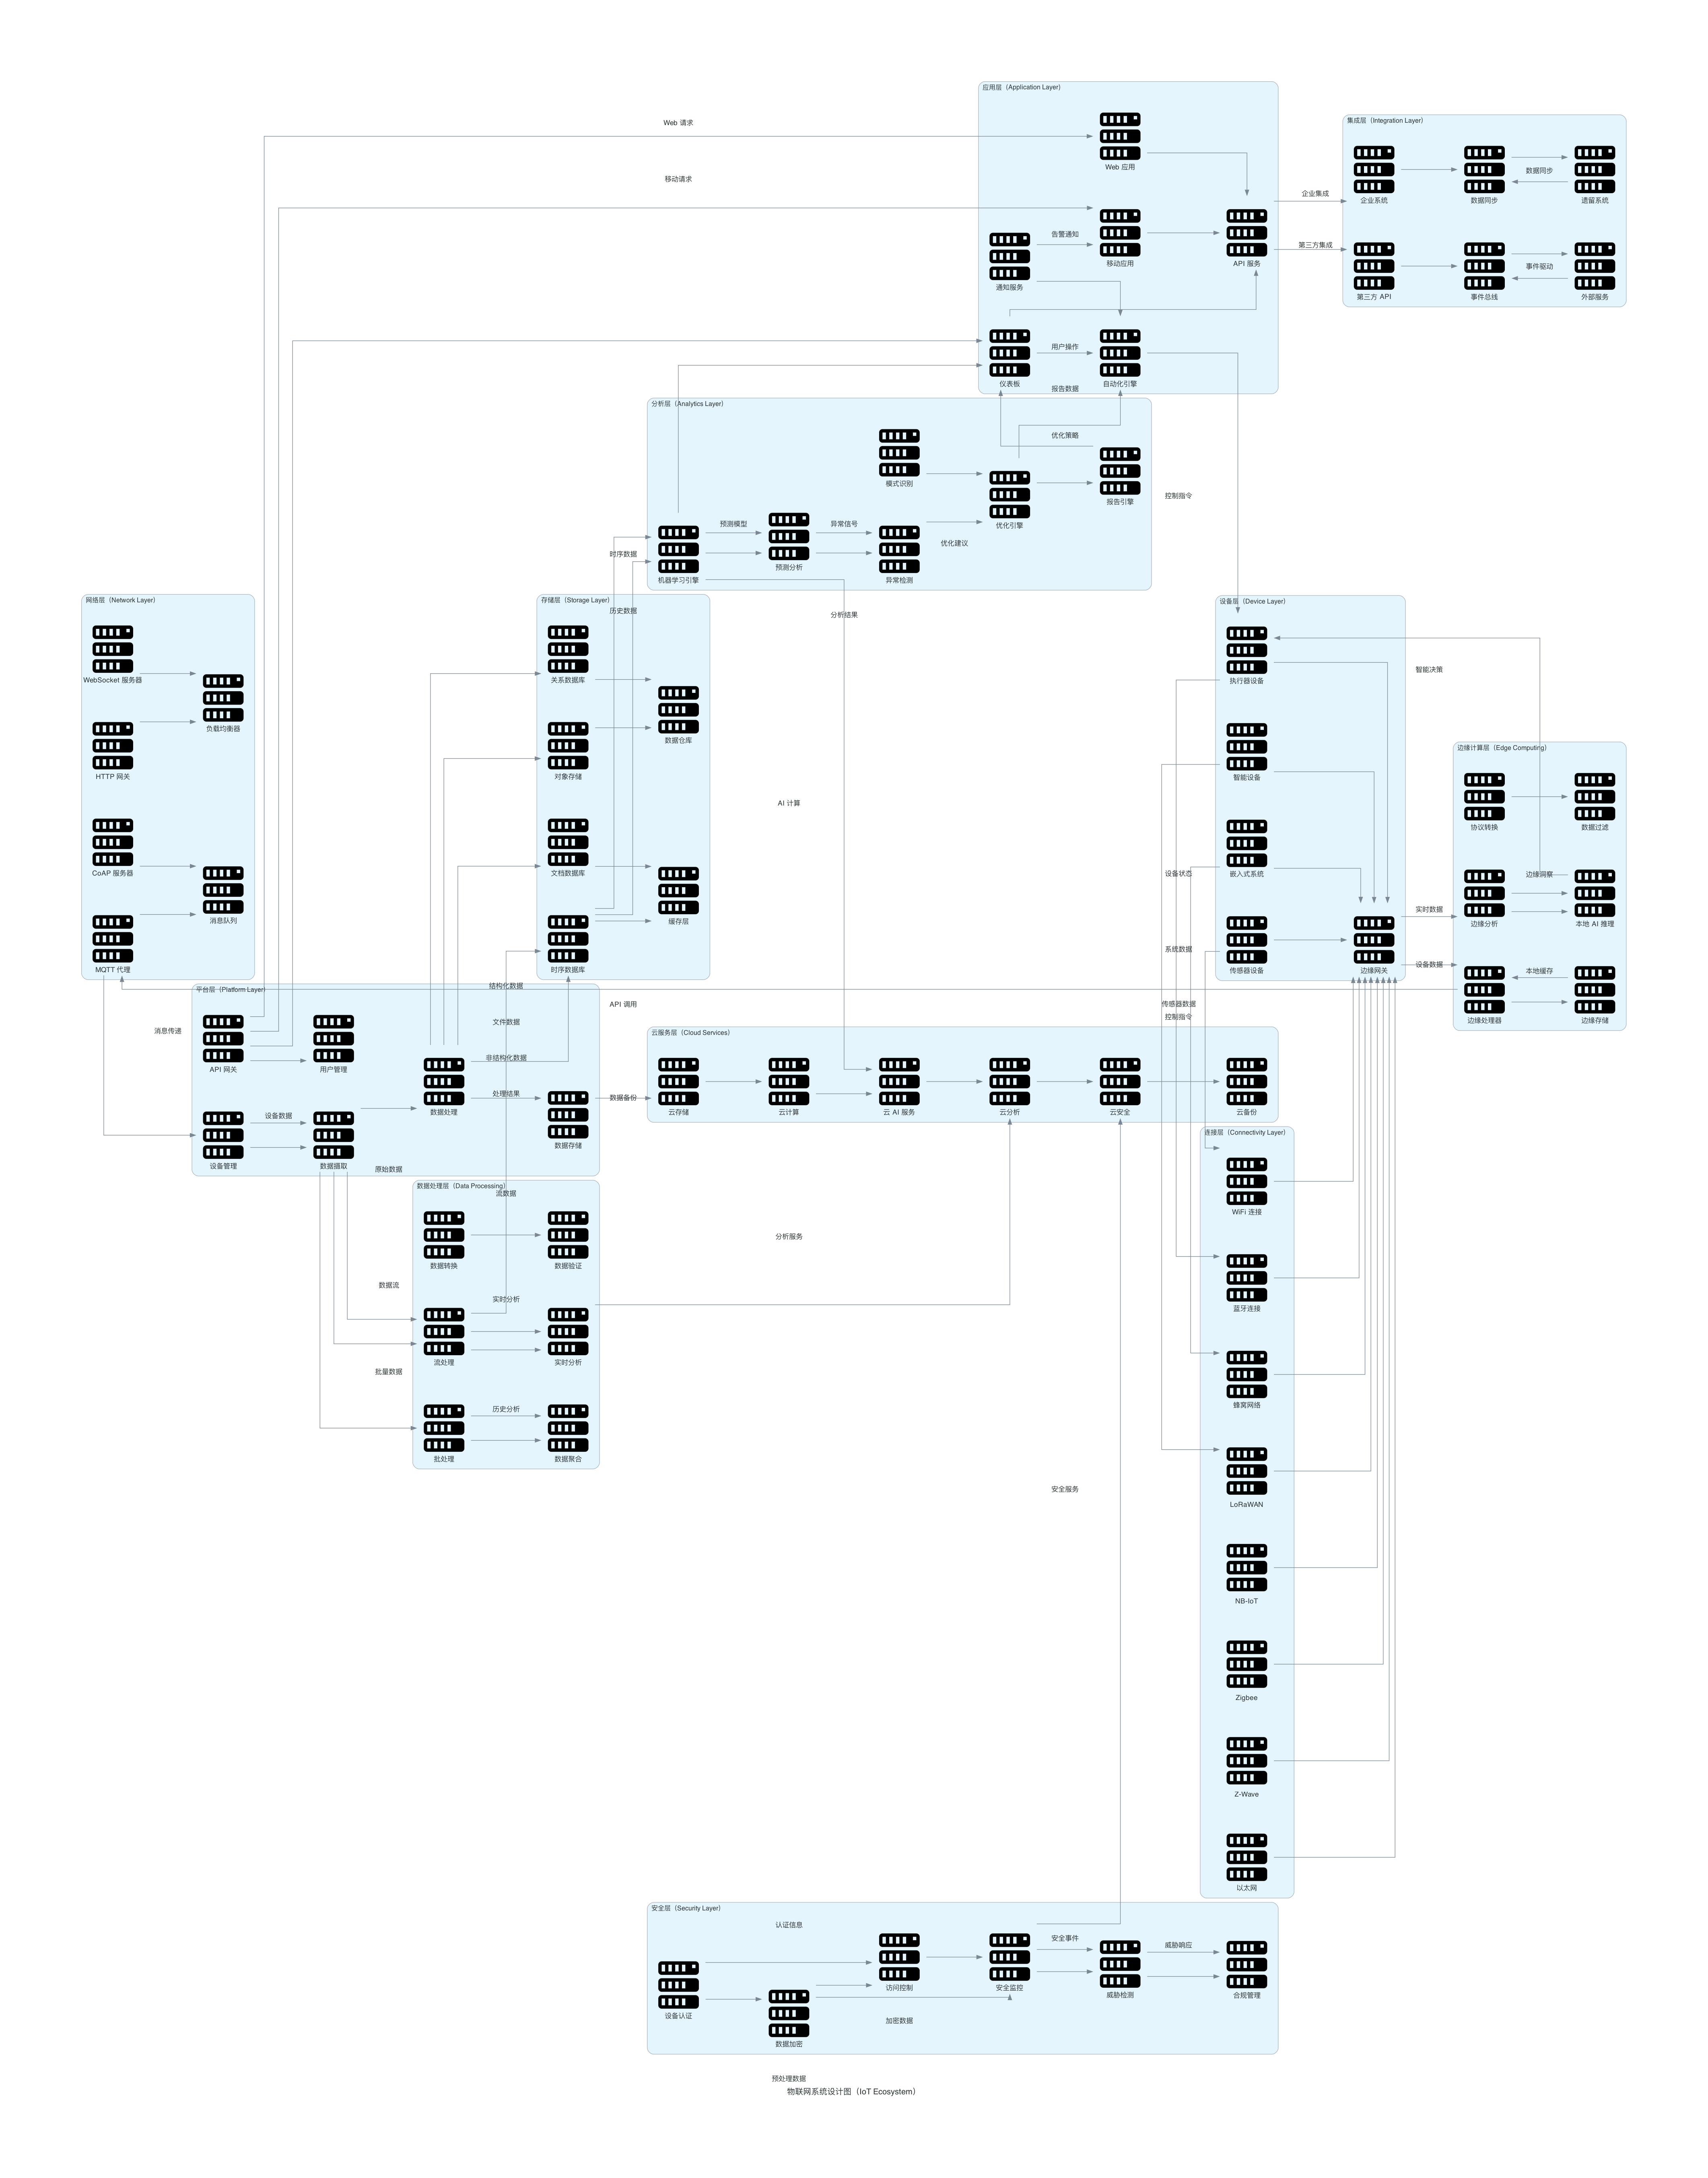 应用层（Application Layer）
Web 应用
移动应用
API 服务
告警通知
通知服务
用户操作
仪表板
自动化引擎
报告数据
Web 请求
移动请求
企业集成
第三方集成
集成层（Integration Layer）
企业系统
数据同步
数据同步
遗留系统
第三方 API
事件总线
事件驱动
外部服务
分析层（Analytics Layer）
模式识别
优化策略
报告引擎
优化引擎
预测模型
异常信号
优化建议
机器学习引擎
预测分析
异常检测
时序数据
控制指令
网络层（Network Layer）
WebSocket 服务器
负载均衡器
HTTP 网关
CoAP 服务器
消息队列
MQTT 代理
存储层（Storage Layer）
历史数据
关系数据库
数据仓库
对象存储
文档数据库
缓存层
时序数据库
分析结果
AI 计算
设备层（Device Layer）
执行器设备
智能设备
嵌入式系统
传感器设备
边缘网关
设备状态
系统数据
传感器数据
控制指令
智能决策
实时数据
设备数据
边缘计算层（Edge Computing）
协议转换
数据过滤
边缘洞察
边缘分析
本地 AI 推理
本地缓存
边缘处理器
边缘存储
平台层（Platform Layer）
结构化数据
API 调用
消息传递
文件数据
API 网关
用户管理
非结构化数据
处理结果
数据处理
设备数据
数据存储
设备管理
数据摄取
原始数据
数据备份
云服务层（Cloud Services）
云存储
云计算
云 AI 服务
云分析
云安全
云备份
数据处理层（Data Processing）
流数据
数据转换
数据验证
数据流
实时分析
流处理
实时分析
批量数据
历史分析
批处理
数据聚合
分析服务
安全服务
连接层（Connectivity Layer）
WiFi 连接
蓝牙连接
蜂窝网络
LoRaWAN
NB-IoT
Zigbee
Z-Wave
以太网
安全层（Security Layer）
认证信息
安全事件
威胁响应
访问控制
安全监控
威胁检测
合规管理
设备认证
加密数据
数据加密
预处理数据
物联网系统设计图（IoT Ecosystem）